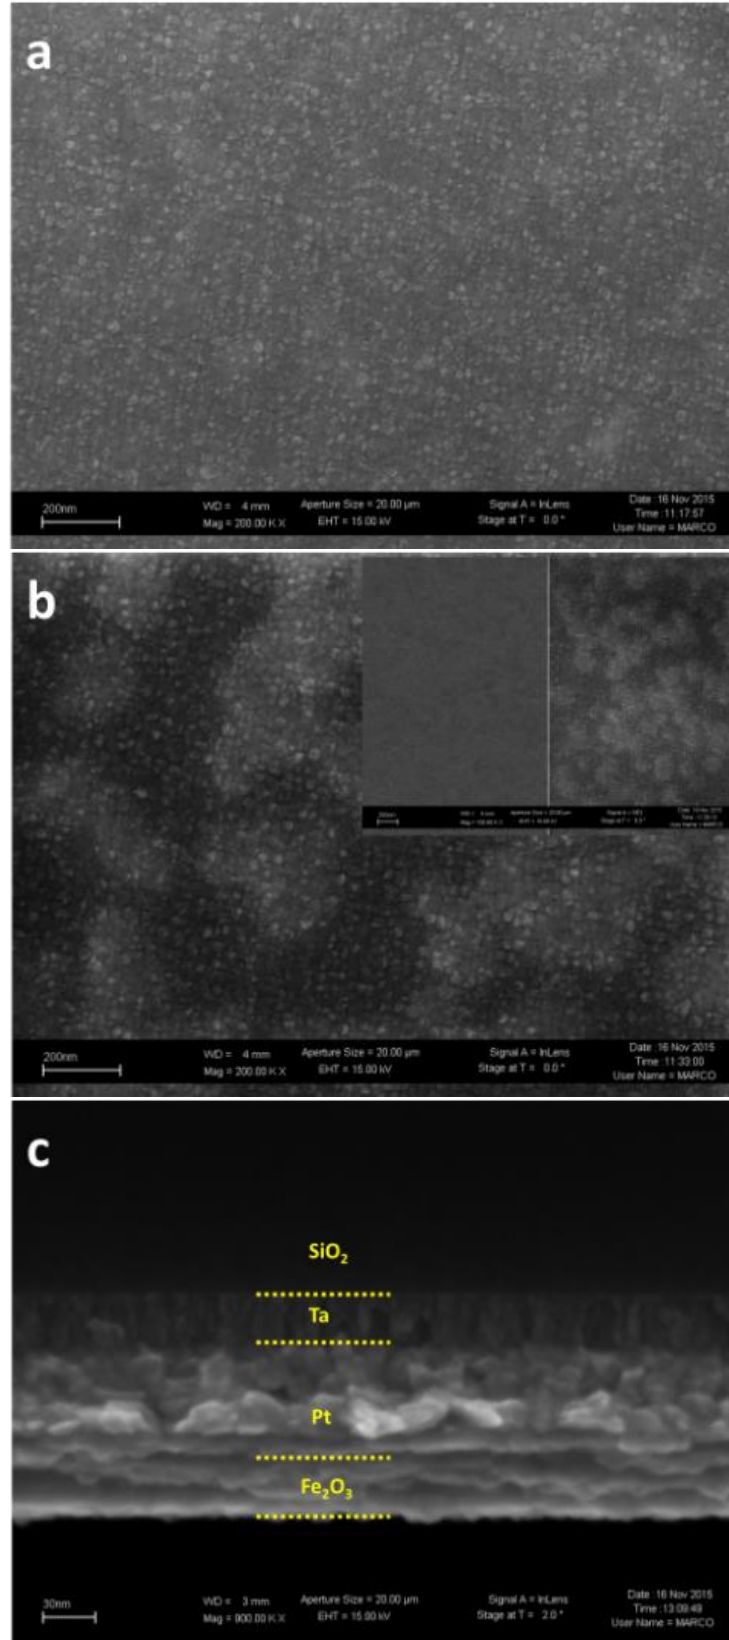 a
200nm
WD = 4 mm
Mag = 200.00 K X
Aperture Size = 20.00 µm
EHT = 15.00 kV
Signal A = InLens
Stage at T = 0.0 °
Date :16 Nov 2015
Time :11:17:57
User Name = MARCO
b
200nm
WD = 4 mm
Mag = 200.00 K X
Aperture Size = 20.00 µm
EHT = 15.00 kV
Signal A = InLens
Stage at T = 0.0 °
Date :16 Nov 2015
Time :11:33:00
User Name = MARCO
c
SiO₂
Ta
Pt
Fe₂O₃
30nm
WD = 3 mm
Mag = 900.00 K X
Aperture Size = 20.00 µm
EHT = 15.00 kV
Signal A = InLens
Stage at T = 2.0 °
Date :16 Nov 2015
Time :13:09:49
User Name = MARCO